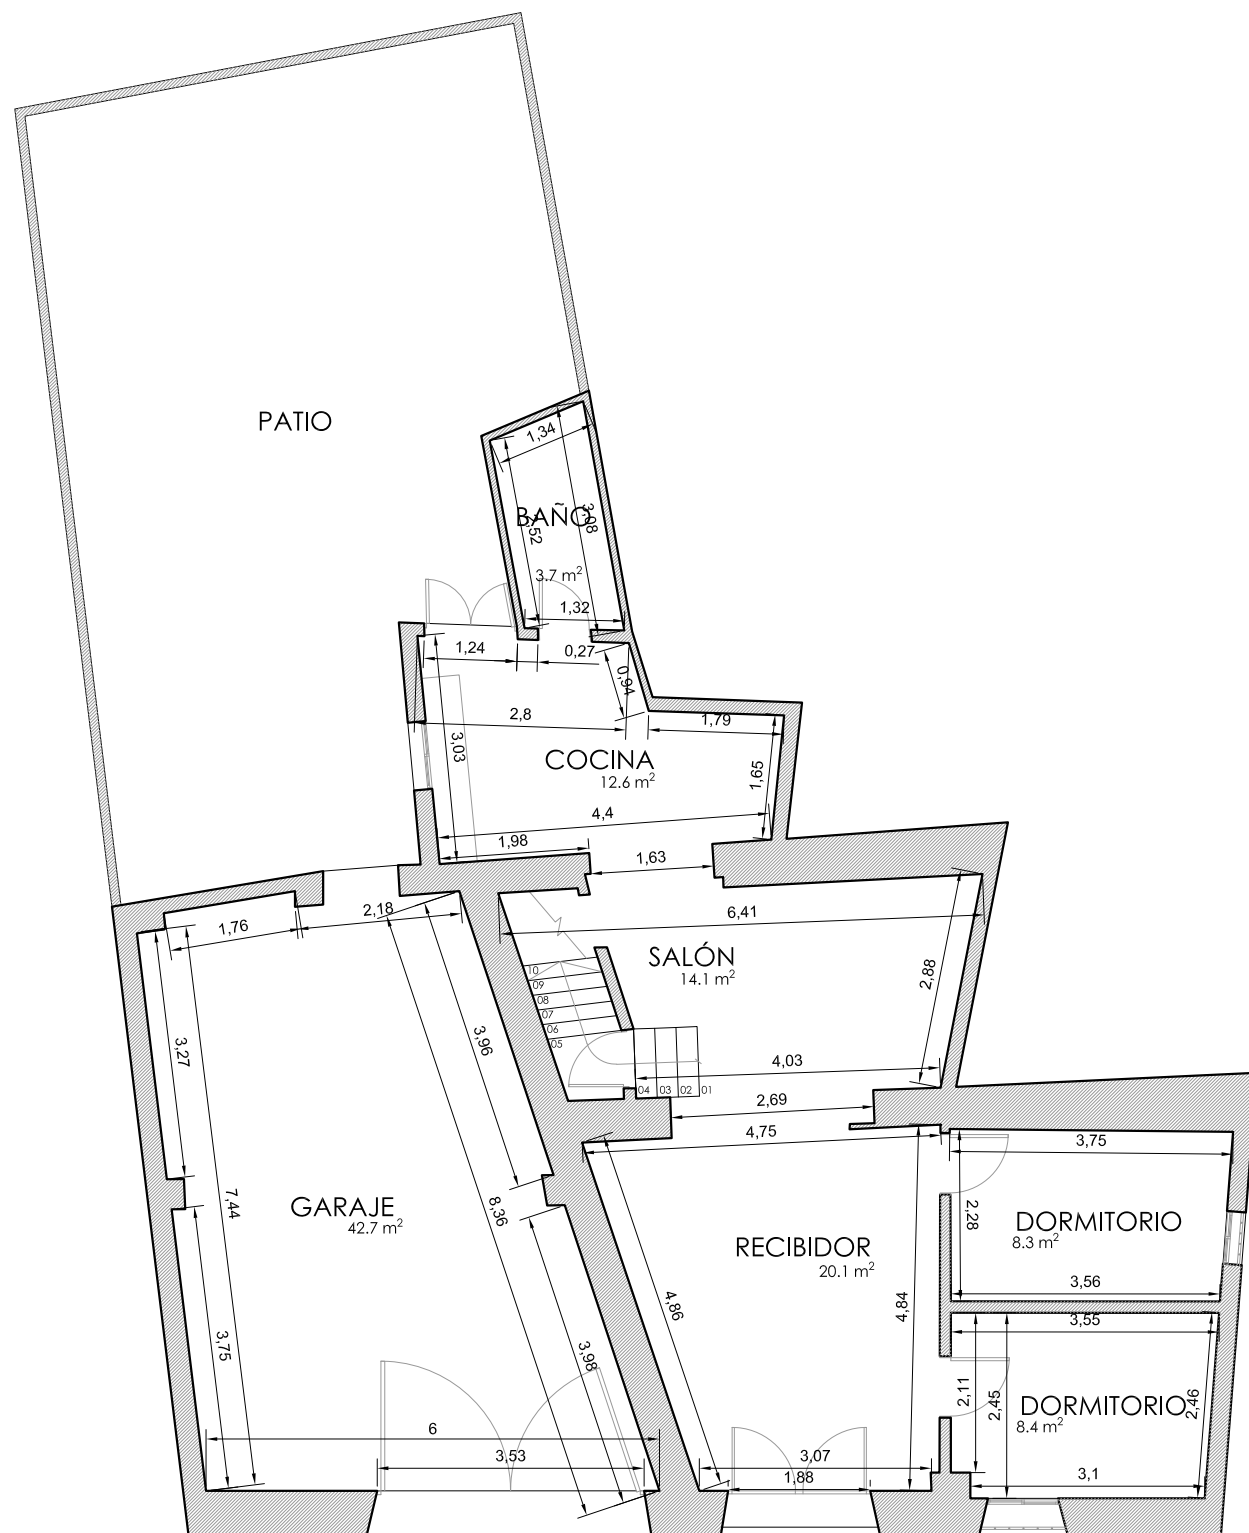 PATIO
1,34
BAÑO
3,08
2,52
3.7 m²
1,32
1,24
0,27
0,94
2,8
1,79
3,03
COCINA
12.6 m²
1,65
4,4
1,98
1,63
1,76
2,18
6,41
SALÓN
14.1 m²
2,88
10
09
08
07
06
05
04 03 02 01
3,27
3,96
4,03
2,69
4,75
3,75
7,44
GARAJE
42.7 m²
8,36
2,28
DORMITORIO
8.3 m²
RECIBIDOR
20.1 m²
4,86
4,84
3,56
3,55
3,75
3,98
2,11
2,45
DORMITORIO
8.4 m²
2,46
6
3,53
3,07
1,88
3,1